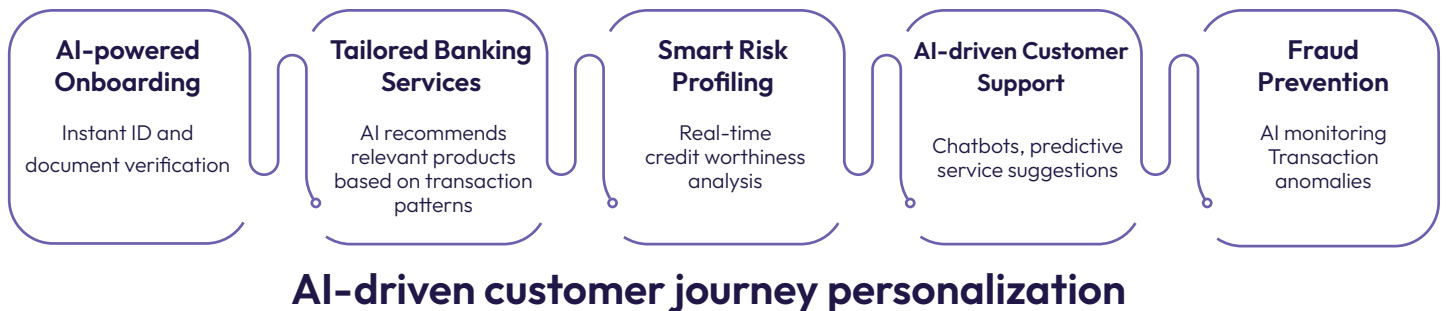 AI-powered
Onboarding
Instant ID and
document verification
Tailored Banking
Services
AI recommends
relevant products
based on transaction
patterns
Smart Risk
Profiling
Real-time
credit worthiness
analysis
AI-driven Customer
Support
Chatbots, predictive
service suggestions
Fraud
Prevention
AI monitoring
Transaction
anomalies
AI-driven customer journey personalization